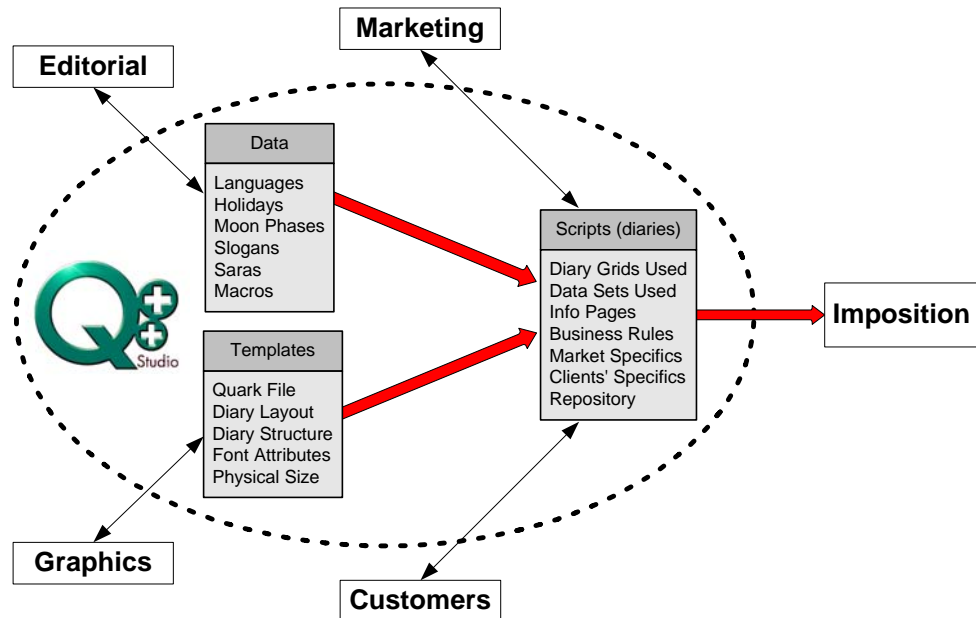 Marketing
Editorial
Data
Languages
Holidays
Moon Phases
Slogans
Saras
Macros
Scripts (diaries)
Diary Grids Used
Data Sets Used
Info Pages
Business Rules
Market Specifics
Clients' Specifics
Repository
Imposition
Q++
Studio
Templates
Quark File
Diary Layout
Diary Structure
Font Attributes
Physical Size
Graphics
Customers